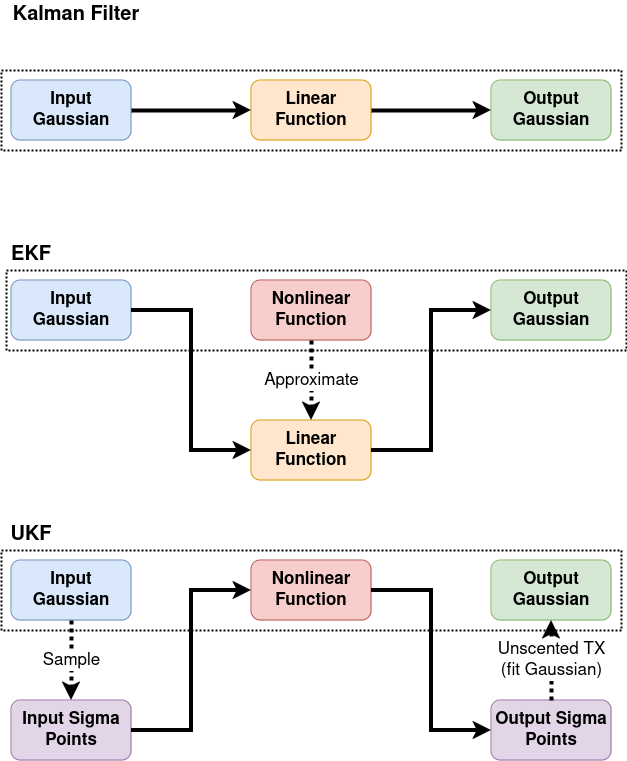 Kalman Filter
Input
Gaussian
Linear
Function
Output
Gaussian
EKF
Input
Gaussian
Nonlinear
Function
Output
Gaussian
Approximate
Linear
Function
UKF
Input
Gaussian
Nonlinear
Function
Output
Gaussian
Sample
Unscented TX
(fit Gaussian)
Input Sigma
Points
Output Sigma
Points